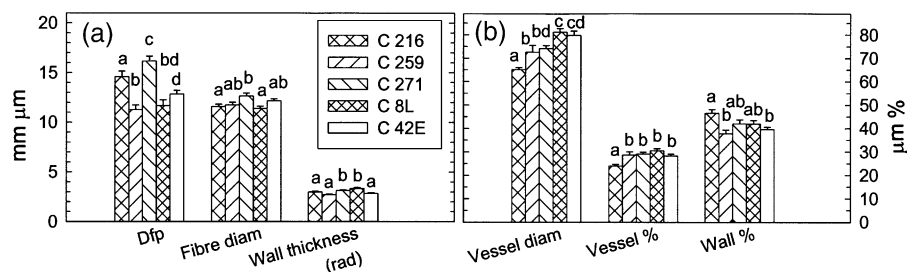 20
15
10
5
0
mm µm
(a)
a b c bd d
a ab b a ab
a a b b a
C 216
C 259
C 271
C 8L
C 42E
Dfp
Fibre diam
Wall thickness
(rad)
(b)
a b bd c cd
a b b b b
a b ab ab b
Vessel diam
Vessel %
Wall %
80
70
60
50
40
30
20
10
0
µm %